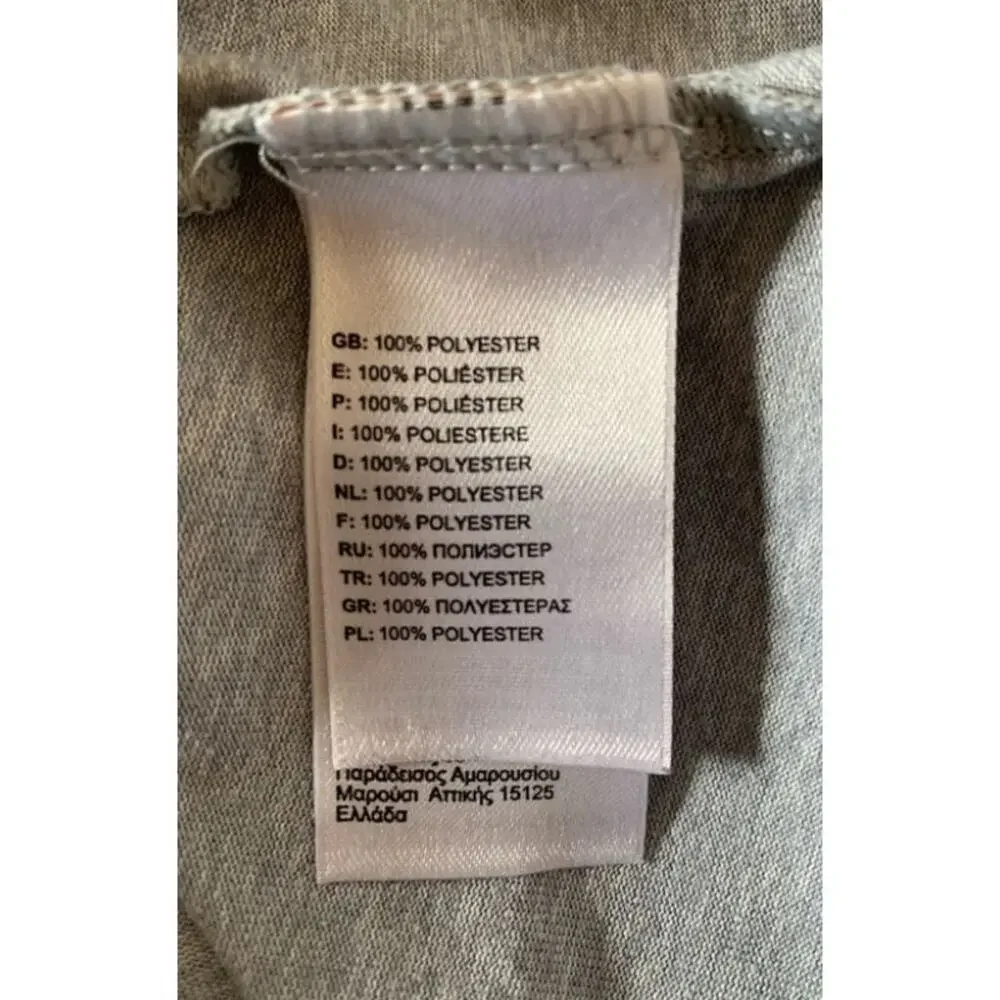 GB: 100% POLYESTER
E: 100% POLIÉSTER
P: 100% POLIÉSTER
I: 100% POLIESTERE
D: 100% POLYESTER
NL: 100% POLYESTER
F: 100% POLYESTER
RU: 100% ПОЛИЭСТЕР
TR: 100% POLYESTER
GR: 100% ΠΟΛΥΕΣΤΕΡΑΣ
PL: 100% POLYESTER
Παράδεισος Αμαρουσίου
Μαρούσι Αττικής 15125
Ελλάδα